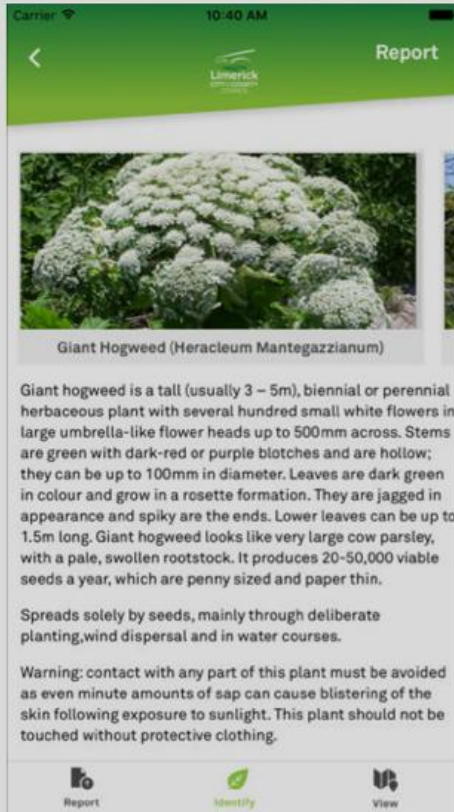 Carrier 10:40 AM
Report
Limerick
Giant Hogweed (Heracleum Mantegazzianum)
Giant hogweed is a tall (usually 3 – 5m), biennial or perennial
herbaceous plant with several hundred small white flowers in
large umbrella-like flower heads up to 500mm across. Stems
are green with dark-red or purple blotches and are hollow;
they can be up to 100mm in diameter. Leaves are dark green
in colour and grow in a rosette formation. They are jagged in
appearance and spiky are the ends. Lower leaves can be up to
1.5m long. Giant hogweed looks like very large cow parsley,
with a pale, swollen rootstock. It produces 20-50,000 viable
seeds a year, which are penny sized and paper thin.
Spreads solely by seeds, mainly through deliberate
planting,wind dispersal and in water courses.
Warning: contact with any part of this plant must be avoided
as even minute amounts of sap can cause blistering of the
skin following exposure to sunlight. This plant should not be
touched without protective clothing.
Report Identify View